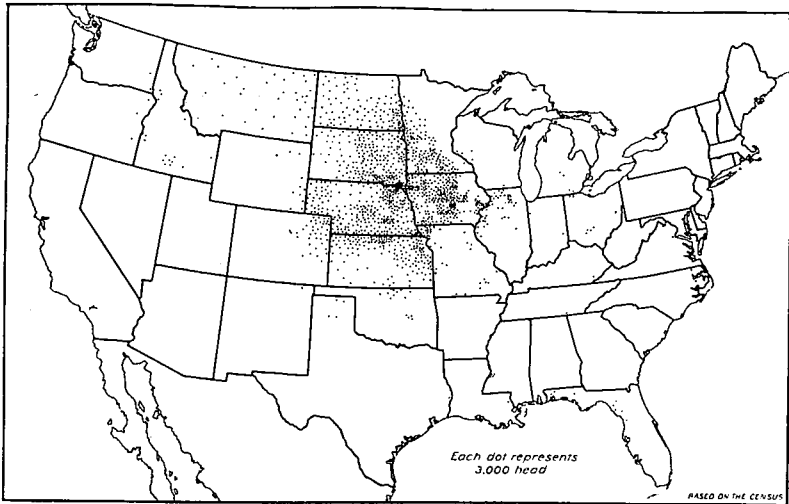 Each dot represents
3,000 head
BASED ON THE CENSUS